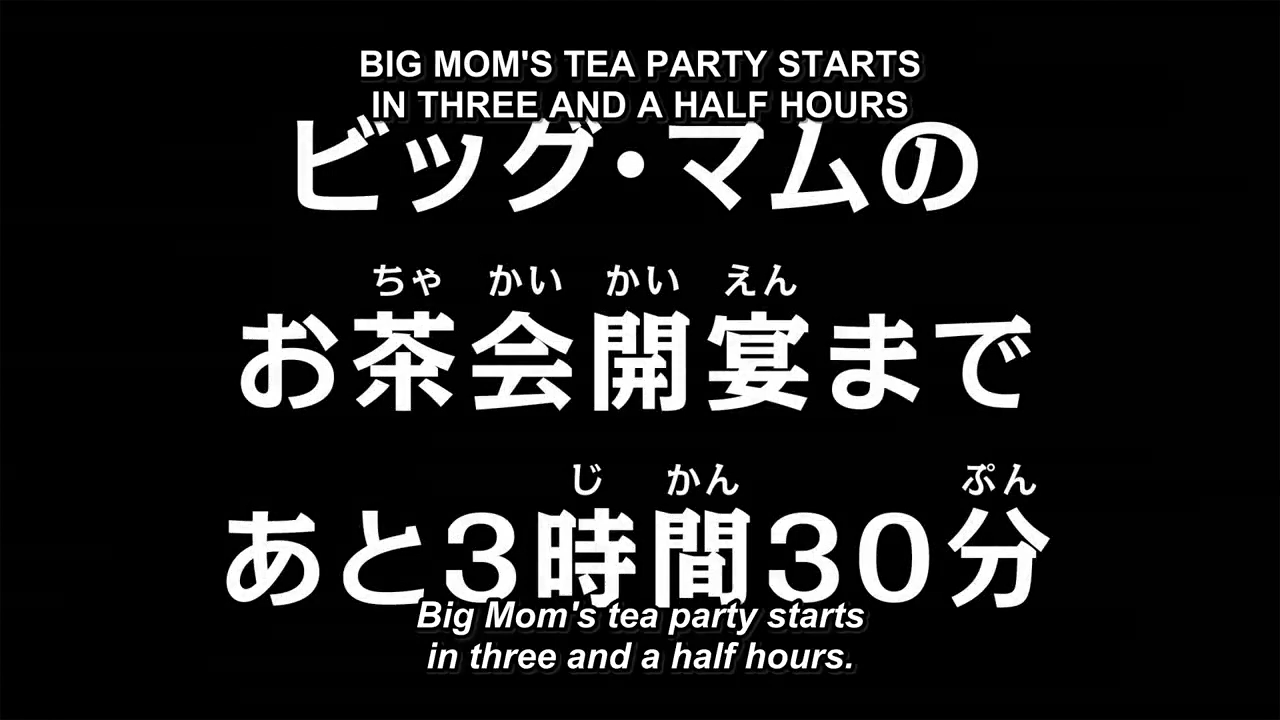 BIG MOM'S TEA PARTY STARTS
IN THREE AND A HALF HOURS
ビッグ・マムの
ちゃ かい かい えん
お茶会開宴まで
じ かん ぷん
あと3時間30分
Big Mom's tea party starts
in three and a half hours.